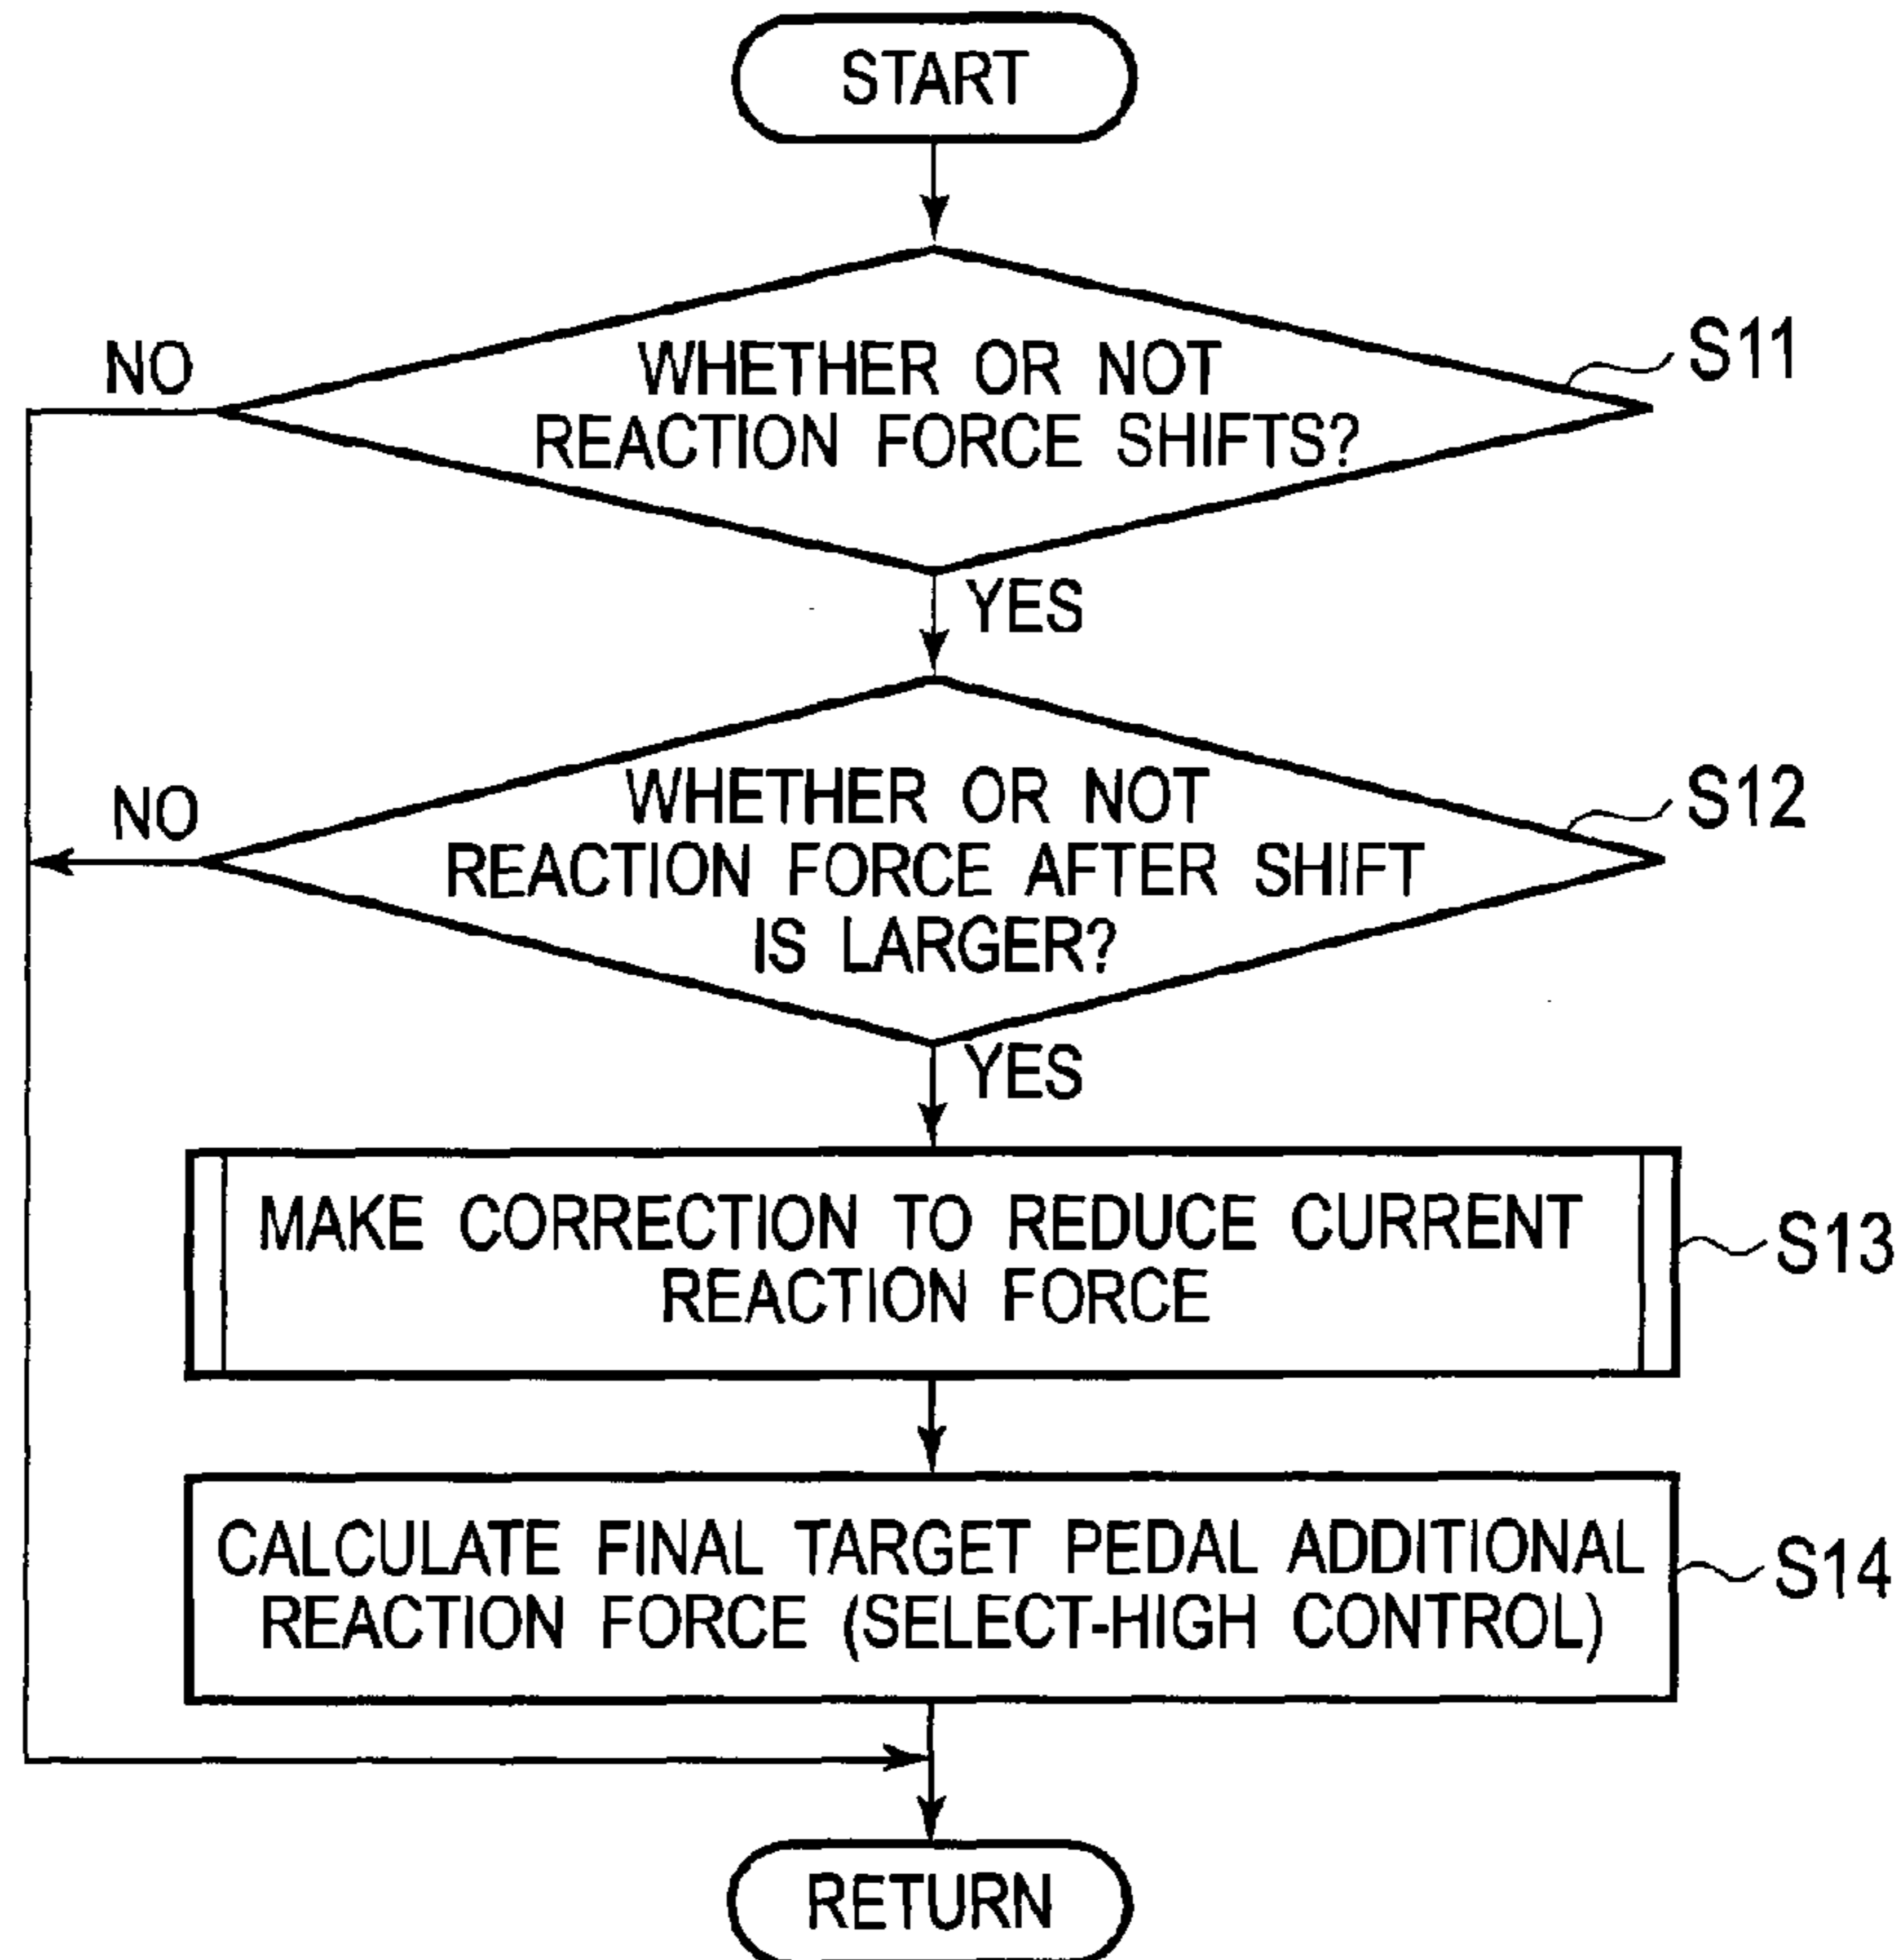 START
NO
WHETHER OR NOT
REACTION FORCE SHIFTS?
S11
YES
NO
WHETHER OR NOT
REACTION FORCE AFTER SHIFT
IS LARGER?
S12
YES
MAKE CORRECTION TO REDUCE CURRENT
REACTION FORCE
S13
CALCULATE FINAL TARGET PEDAL ADDITIONAL
REACTION FORCE (SELECT-HIGH CONTROL)
S14
RETURN